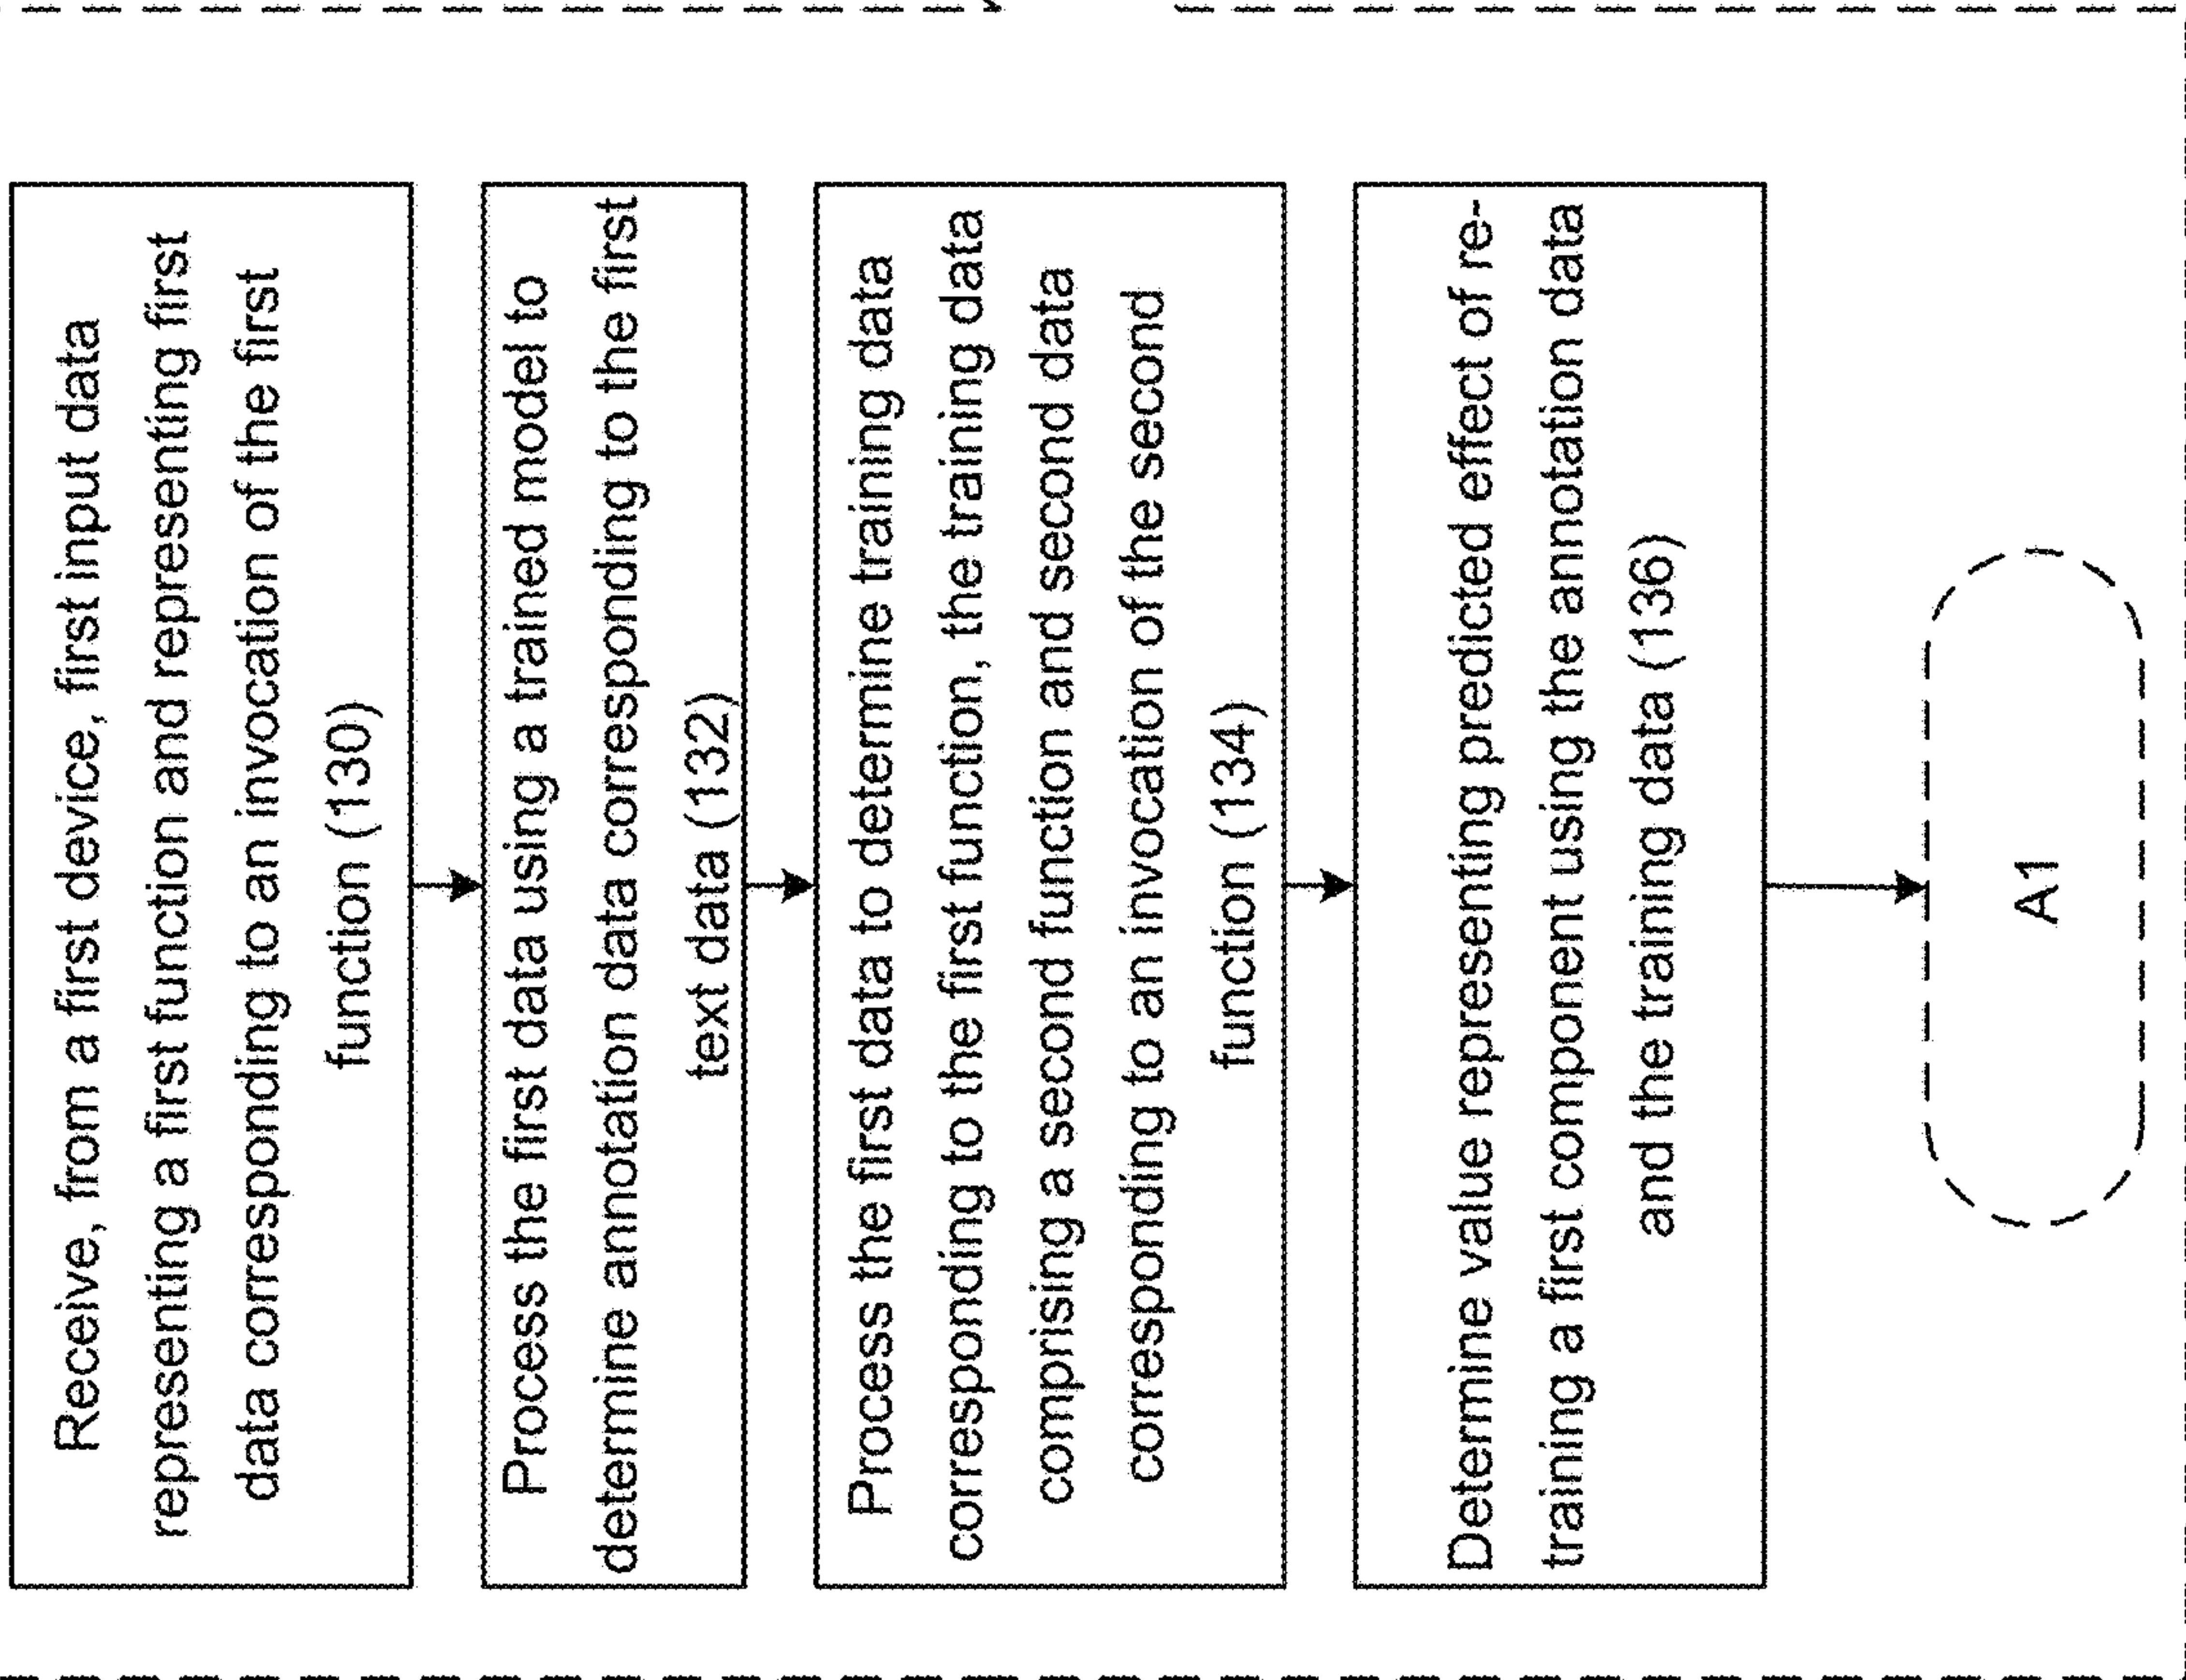 Receive, from a first device, first input data
representing a first function and representing first
data corresponding to an invocation of the first
function (130)
Process the first data using a trained model to
determine annotation data corresponding to the first
text data (132)
Process the first data to determine training data
corresponding to the first function, the training data
comprising a second function and second data
corresponding to an invocation of the second
function (134)
Determine value representing predicted effect of re-
training a first component using the annotation data
and the training data (136)
A1